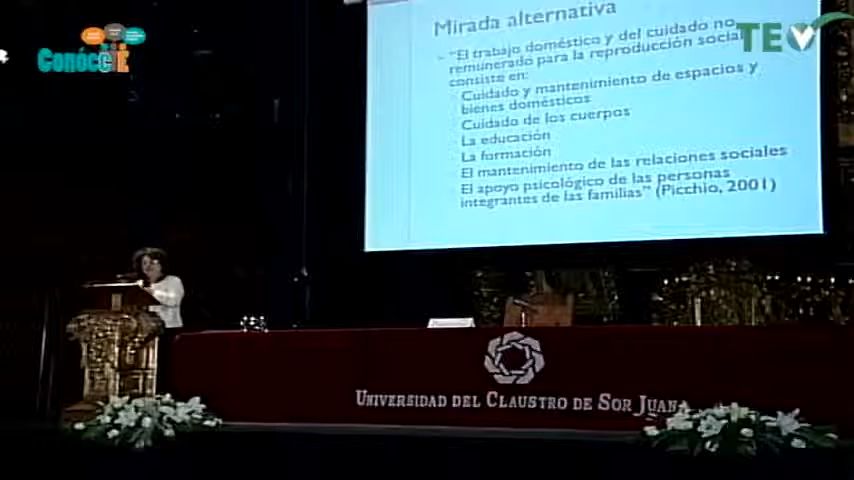 ConóccTE
TEV
Mirada alternativa
"El trabajo doméstico y del cuidado no
remunerado para la reproducción social
consiste en:
Cuidado y mantenimiento de espacios y
bienes domésticos
Cuidado de los cuerpos
La educación
La formación
El mantenimiento de las relaciones sociales
El apoyo psicológico de las personas
integrantes de las familias" (Picchio, 2001)
UNIVERSIDAD DEL CLAUSTRO DE SOR JUANA